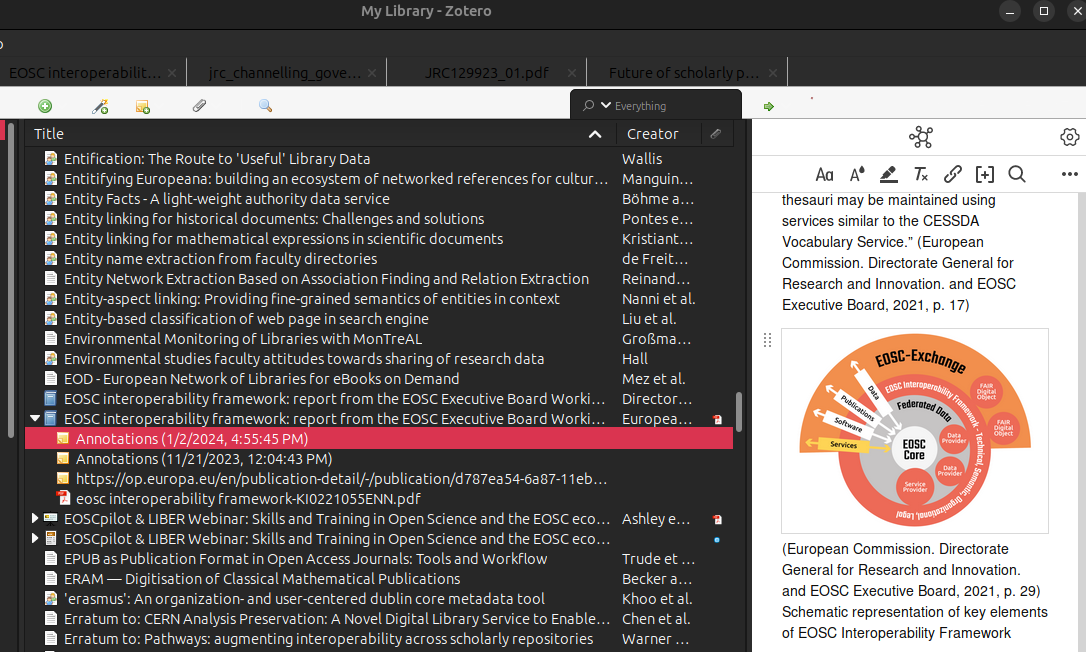 My Library - Zotero
EOSC interoperabilit...
jrc_channelling_gove...
JRC129923_01.pdf
Future of scholarly p...
Everything
Title
Creator
Entification: The Route to 'Useful' Library Data
Wallis
Entitifying Europeana: building an ecosystem of networked references for cultur...
Manguin...
Entity Facts - A light-weight authority data service
Böhme a...
Entity linking for historical documents: Challenges and solutions
Pontes e...
Entity linking for mathematical expressions in scientific documents
Kristiant...
Entity name extraction from faculty directories
de Freit...
Entity Network Extraction Based on Association Finding and Relation Extraction
Reinand...
Entity-aspect linking: Providing fine-grained semantics of entities in context
Nanni et al.
Entity-based classification of web page in search engine
Liu et al.
Environmental Monitoring of Libraries with MonTreAL
Großma...
Environmental studies faculty attitudes towards sharing of research data
Hall
EOD - European Network of Libraries for eBooks on Demand
Mez et al.
EOSC interoperability framework: report from the EOSC Executive Board Worki...
Director...
EOSC interoperability framework: report from the EOSC Executive Board Worki...
Europea...
Annotations (1/2/2024, 4:55:45 PM)
Annotations (11/21/2023, 12:04:43 PM)
https://op.europa.eu/en/publication-detail/-/publication/d787ea54-6a87-11eb...
eosc interoperability framework-KI0221055ENN.pdf
EOSCpilot & LIBER Webinar: Skills and Training in Open Science and the EOSC eco...
Ashley e...
EOSCpilot & LIBER Webinar: Skills and Training in Open Science and the EOSC eco...
EPUB as Publication Format in Open Access Journals: Tools and Workflow
Trude et ...
ERAM — Digitisation of Classical Mathematical Publications
Becker a...
'erasmus': An organization- and user-centered dublin core metadata tool
Khoo et al.
Erratum to: CERN Analysis Preservation: A Novel Digital Library Service to Enable...
Chen et al.
Erratum to: Pathways: augmenting interoperability across scholarly repositories
Warner ...
thesauri may be maintained using
services similar to the CESSDA
Vocabulary Service.” (European
Commission. Directorate General for
Research and Innovation. and EOSC
Executive Board, 2021, p. 17)
EOSC-Exchange
EOSC Interoperability Framework - Technical, Semantic, Organizational, Legal,
Federated Data
Data
Publications
Software
Services
EOSC
Core
FAIR
Digital
Object
FAIR
Digital
Object
Data
Provider
Data
Provider
Service
Provider
(European Commission. Directorate
General for Research and Innovation.
and EOSC Executive Board, 2021, p. 29)
Schematic representation of key elements
of EOSC Interoperability Framework